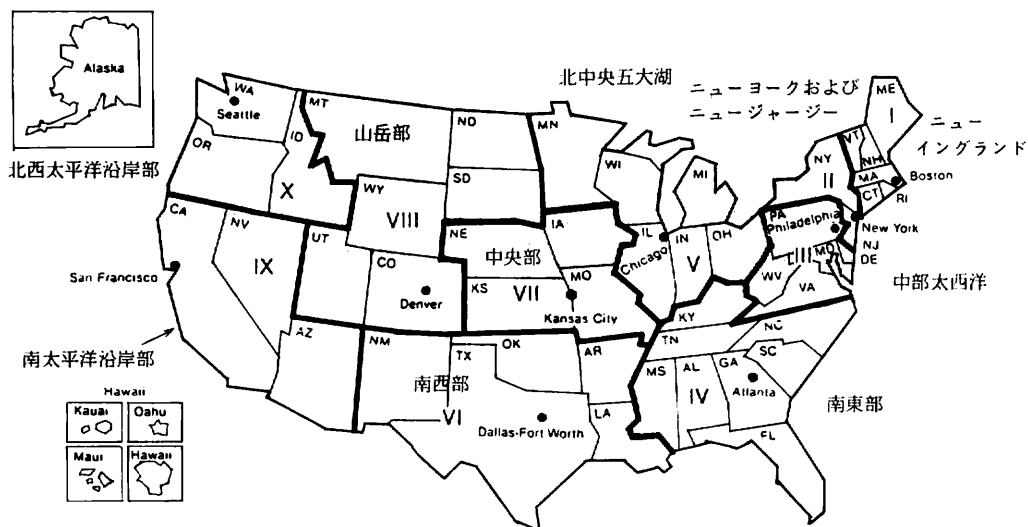 Alaska
北西太平洋沿岸部
北中央五大湖
ニューヨークおよび
ニュージャージー
ニュー
イングランド
WA
Seattle
OR
ID
X
MT
山岳部
ND
SD
WY
VIII
MN
WI
MI
ME
I
VT
NH
NY
II
MA
Boston
CT
RI
CA
NV
IX
San Francisco
UT
CO
Denver
NE
中央部
KS
VII
IA
MO
Kansas City
IL
Chicago
IN
V
OH
PA
Philadelphia
New York
NJ
DE
MD
III
WV
VA
中部太西洋
KY
TN
NC
SC
南太平洋沿岸部
AZ
NM
TX
OK
南西部
VI
Dallas-Fort Worth
AR
LA
MS
AL
IV
GA
Atlanta
南東部
FL
Hawaii
Kauai
Oahu
Maui
Hawaii